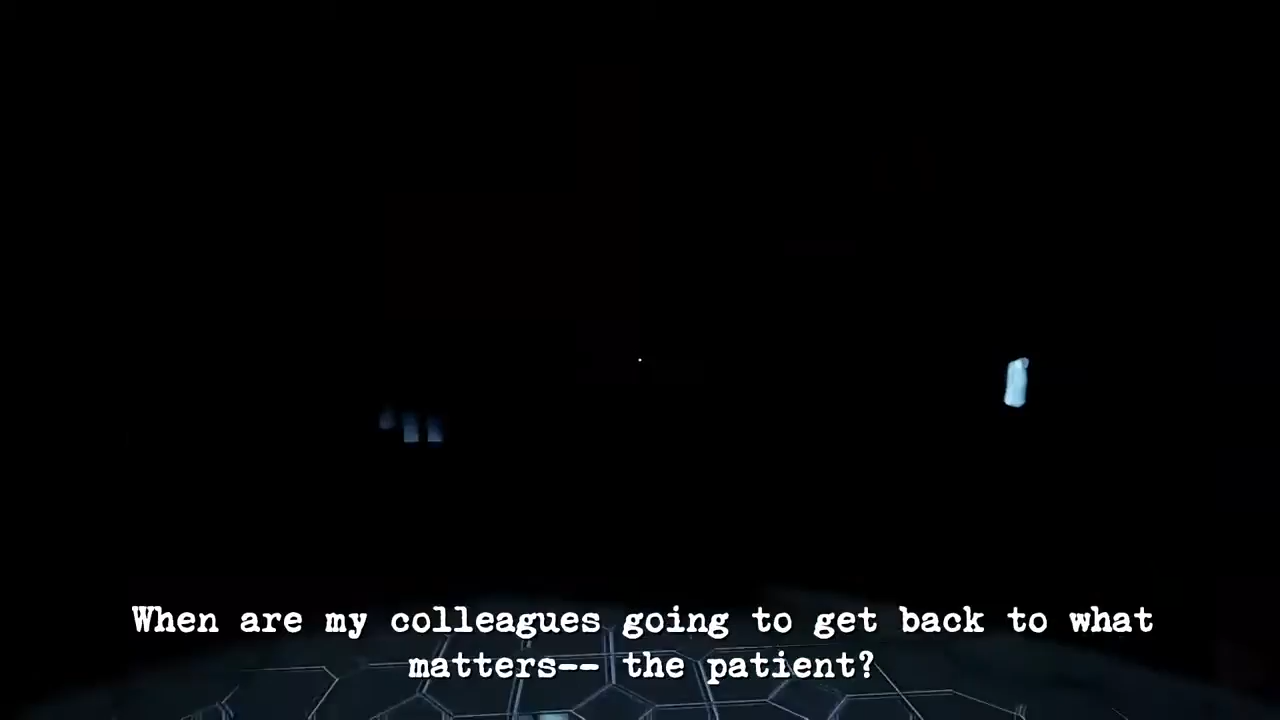 When are my colleagues going to get back to what
matters-- the patient?